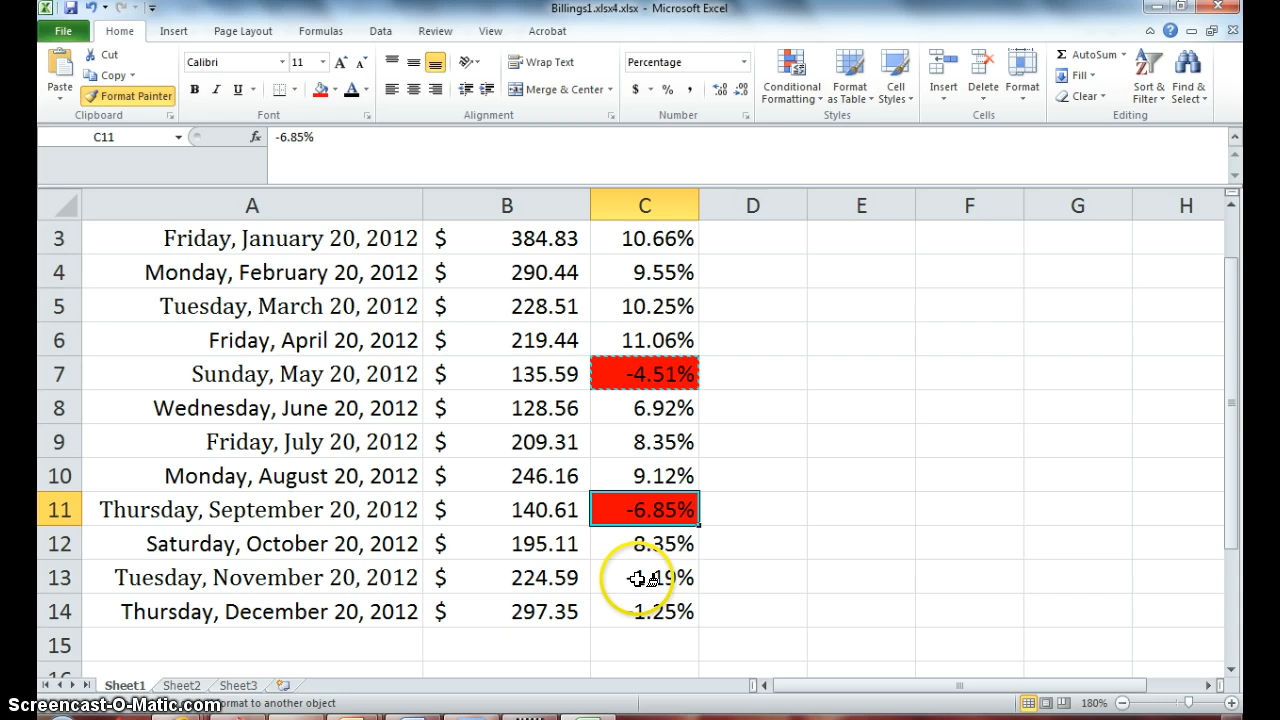 Billings1.xlsx4.xlsx - Microsoft Excel
File Home Insert Page Layout Formulas Data Review View Acrobat
Cut
Copy
Format Painter
Paste
Clipboard
Calibri 11
B I U
Font
Wrap Text
Merge & Center
Alignment
Percentage
$ % ,
Number
Conditional Formatting
Format as Table
Cell Styles
Styles
Insert Delete Format
Cells
AutoSum
Fill
Clear
Sort & Filter
Find & Select
Editing
C11 fx -6.85%
A B C D E F G H
3 Friday, January 20, 2012 $ 384.83 10.66%
4 Monday, February 20, 2012 $ 290.44 9.55%
5 Tuesday, March 20, 2012 $ 228.51 10.25%
6 Friday, April 20, 2012 $ 219.44 11.06%
7 Sunday, May 20, 2012 $ 135.59 -4.51%
8 Wednesday, June 20, 2012 $ 128.56 6.92%
9 Friday, July 20, 2012 $ 209.31 8.35%
10 Monday, August 20, 2012 $ 246.16 9.12%
11 Thursday, September 20, 2012 $ 140.61 -6.85%
12 Saturday, October 20, 2012 $ 195.11 8.35%
13 Tuesday, November 20, 2012 $ 224.59
14 Thursday, December 20, 2012 $ 297.35 -1.25%
15
Sheet1 Sheet2 Sheet3
Screencast-O-Matic.com
format to another object
180%